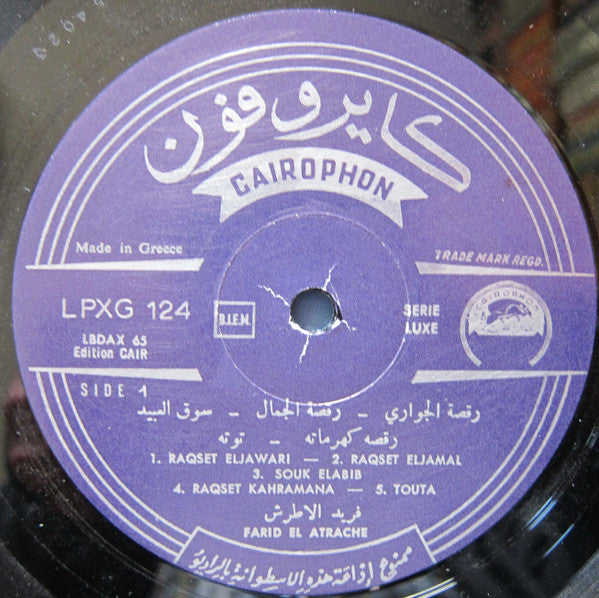 كايروفون
CAIROPHON
Made in Greece
TRADE MARK REGD.
LPXG 124
B.I.E.M.
SERIE
LUXE
CAIROPHON
LBDAX 65
Edition CAIR
SIDE 1
رقصة الجواري - رقصة الجمال - سوق العبيد
رقصه كهرمانه - توته
1. RAQSET ELJAWARI — 2. RAQSET ELJAMAL
3. SOUK ELABIB
4. RAQSET KAHRAMANA — 5. TOUTA
فريد الاطرش
FARID EL ATRACHE
ممنوع إذاعة هذه الاسطوانة بالراديو